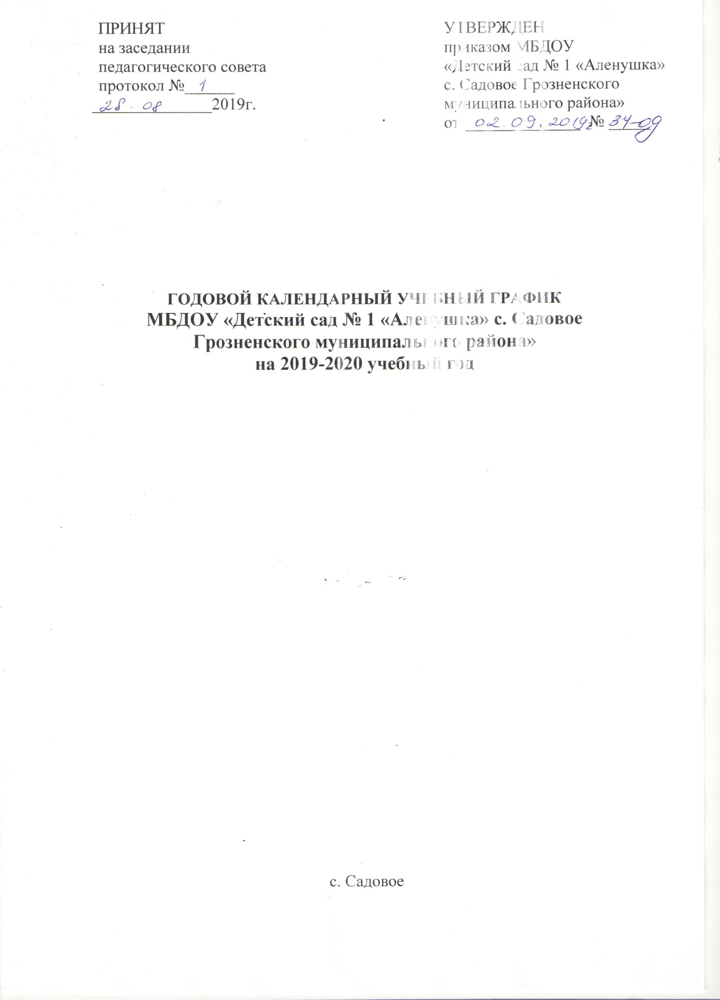 ПРИНЯТ
на заседании
педагогического совета
протокол № 1
28. 08 2019г.
УТВЕРЖДЕН
приказом МБДОУ
«Детский сад № 1 «Аленушка»
с. Садовое Грозненского
муниципального района»
от 02.09.2019г № 34-од
ГОДОВОЙ КАЛЕНДАРНЫЙ УЧЕБНЫЙ ГРАФИК
МБДОУ «Детский сад № 1 «Аленушка» с. Садовое
Грозненского муниципального района»
на 2019-2020 учебный год
с. Садовое